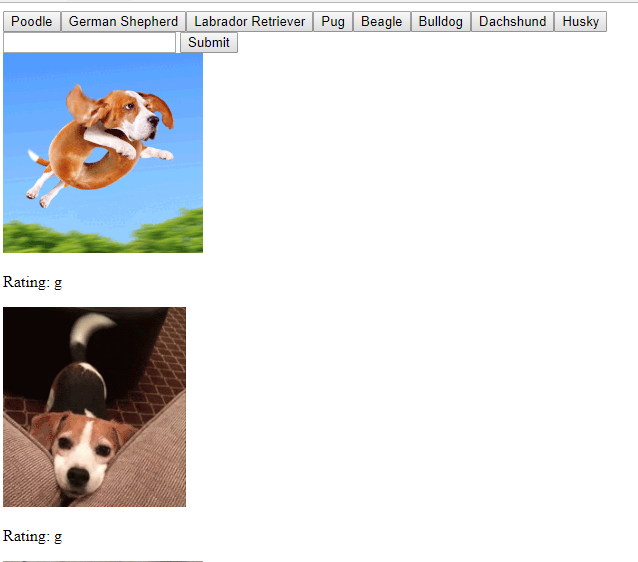 Poodle German Shepherd Labrador Retriever Pug Beagle Bulldog Dachshund Husky
Submit
Rating: g
Rating: g